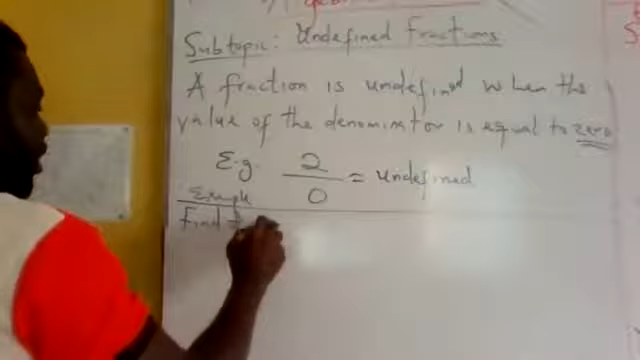 Subtopic: Undefined Fractions
A fraction is undefined when the
value of the denominator is equal to zero
E.g. 2/0 = undefined
Example
Find